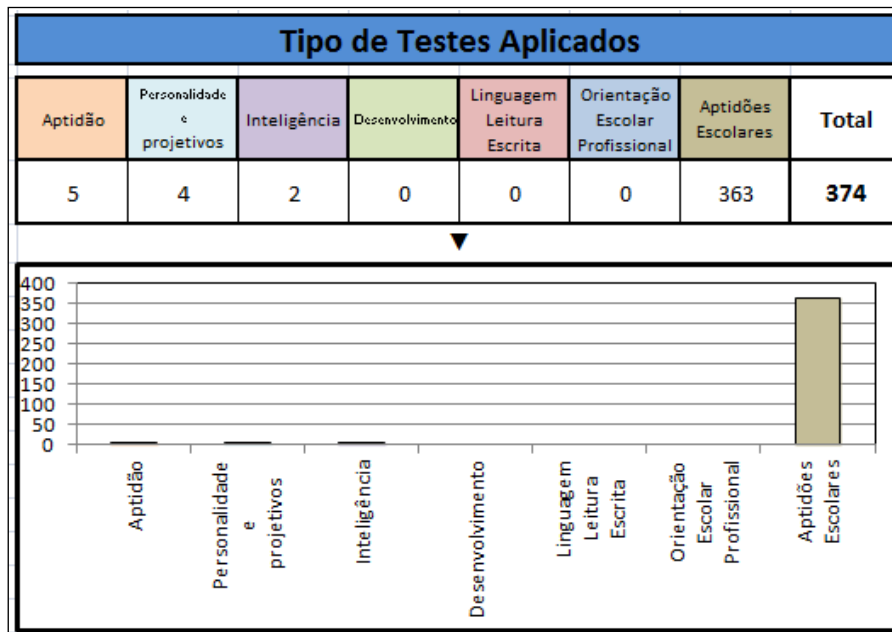 Tipo de Testes Aplicados
Aptidão
Personalidade
e
projetivos
Inteligência
Desenvolvimento
Linguagem
Leitura
Escrita
Orientação
Escolar
Profissional
Aptidões
Escolares
Total
5 4 2 0 0 0 363 374
▼
400
350
300
250
200
150
100
50
0
Aptidão
Personalidade
e
projetivos
Inteligência
Desenvolvimento
Linguagem
Leitura
Escrita
Orientação
Escolar
Profissional
Aptidões
Escolares